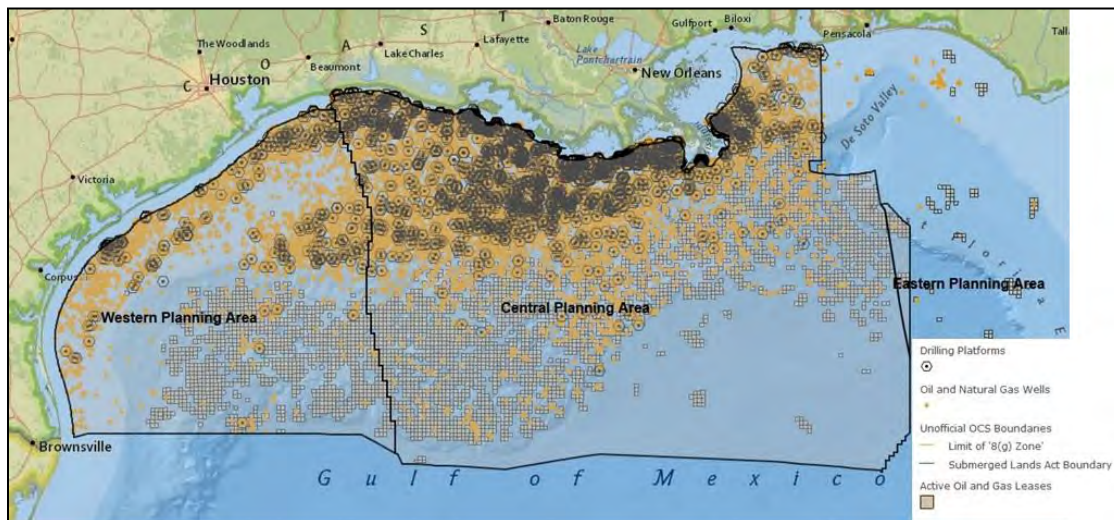 S
T
Baton Rouge
Gulfport
Biloxi
Pensacola
Talla
The Woodlands
A
Lake Charles
Lafayette
Lake
Pontchartrain
Beaumont
O
New Orleans
C
Houston
De Soto Valley
Victoria
Corpus
Western Planning Area
Central Planning Area
Eastern Planning Area
Brownsville
Gulf of Mexico
Drilling Platforms
Oil and Natural Gas Wells
Unofficial OCS Boundaries
Limit of '8(g) Zone'
Submerged Lands Act Boundary
Active Oil and Gas Leases